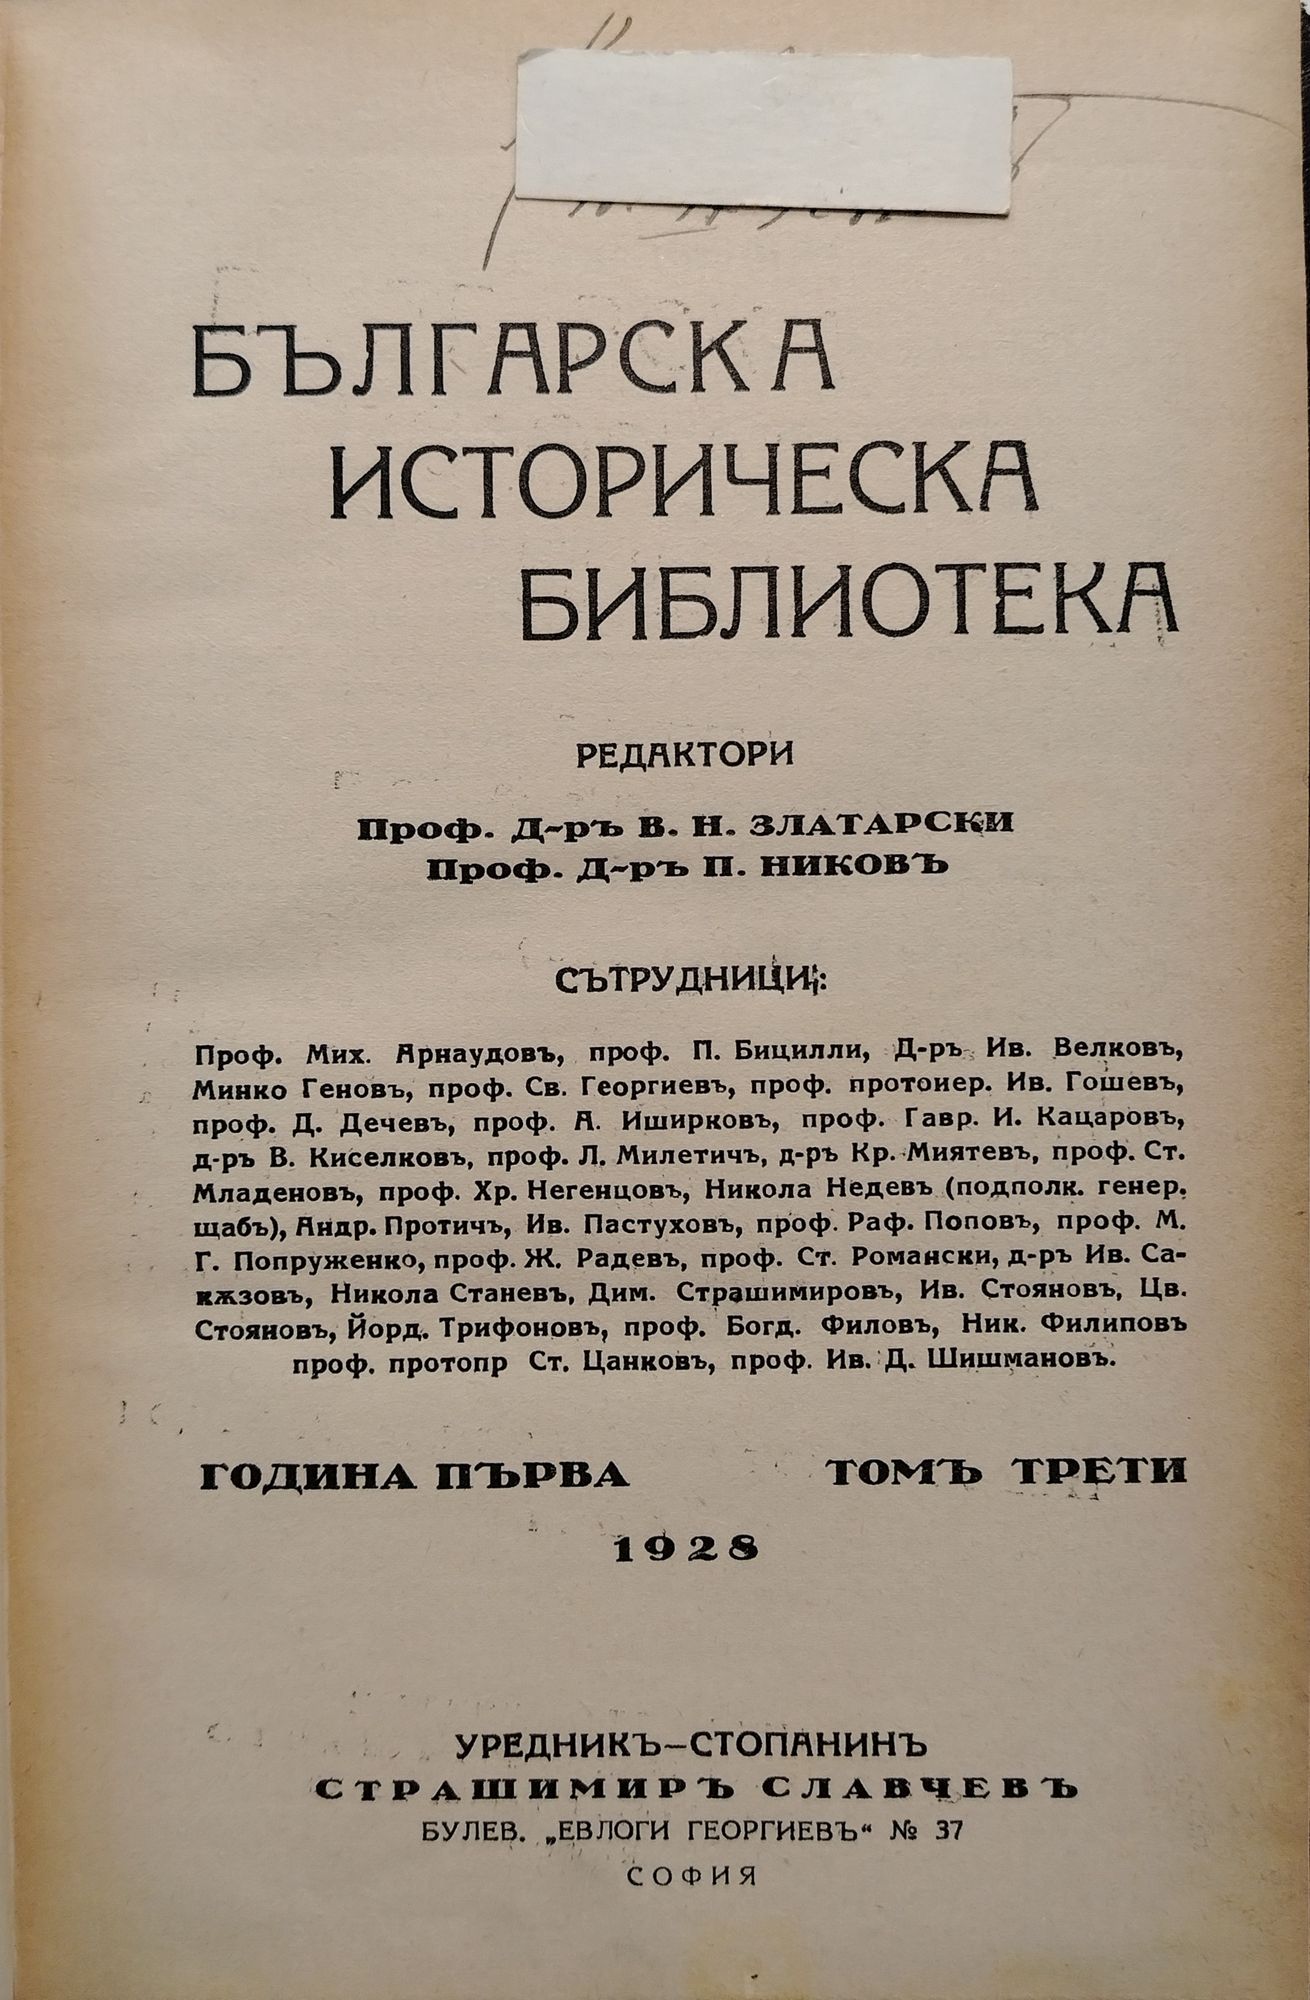 БЪЛГАРСКА
ИСТОРИЧЕСКА
БИБЛИОТЕКА
РЕДАКТОРИ
Проф. Д-ръ В. Н. ЗЛАТАРСКИ
Проф. Д-ръ П. НИКОВЪ
СЪТРУДНИЦИ:
Проф. Мих. Арнаудовъ, проф. П. Бицилли, Д-ръ Ив. Велковъ,
Минко Геновъ, проф. Св. Георгиевъ, проф. протоиер. Ив. Гошевъ,
проф. Д. Дечевъ, проф. А. Иширковъ, проф. Гавр. И. Кацаровъ,
д-ръ В. Киселковъ, проф. Л. Милетичъ, д-ръ Кр. Миятевъ, проф. Ст.
Младеновъ, проф. Хр. Негенцовъ, Никола Недевъ (подполк. генер.
щабъ), Андр. Протичъ, Ив. Пастуховъ, проф. Раф. Поповъ, проф. М.
Г. Попруженко, проф. Ж. Радевъ, проф. Ст. Романски, д-ръ Ив. Са-
кѫзовъ, Никола Станевъ, Дим. Страшимировъ, Ив. Стояновъ, Цв.
Стояновъ, Йорд. Трифоновъ, проф. Богд. Филовъ, Ник. Филиповъ
проф. протопр Ст. Цанковъ, проф. Ив. Д. Шишмановъ.
ГОДИНА ПЪРВА ТОМЪ ТРЕТИ
1928
УРЕДНИКЪ–СТОПАНИНЪ
СТРАШИМИРЪ СЛАВЧЕВЪ
БУЛЕВ. „ЕВЛОГИ ГЕОРГИЕВЪ“ № 37
СОФИЯ